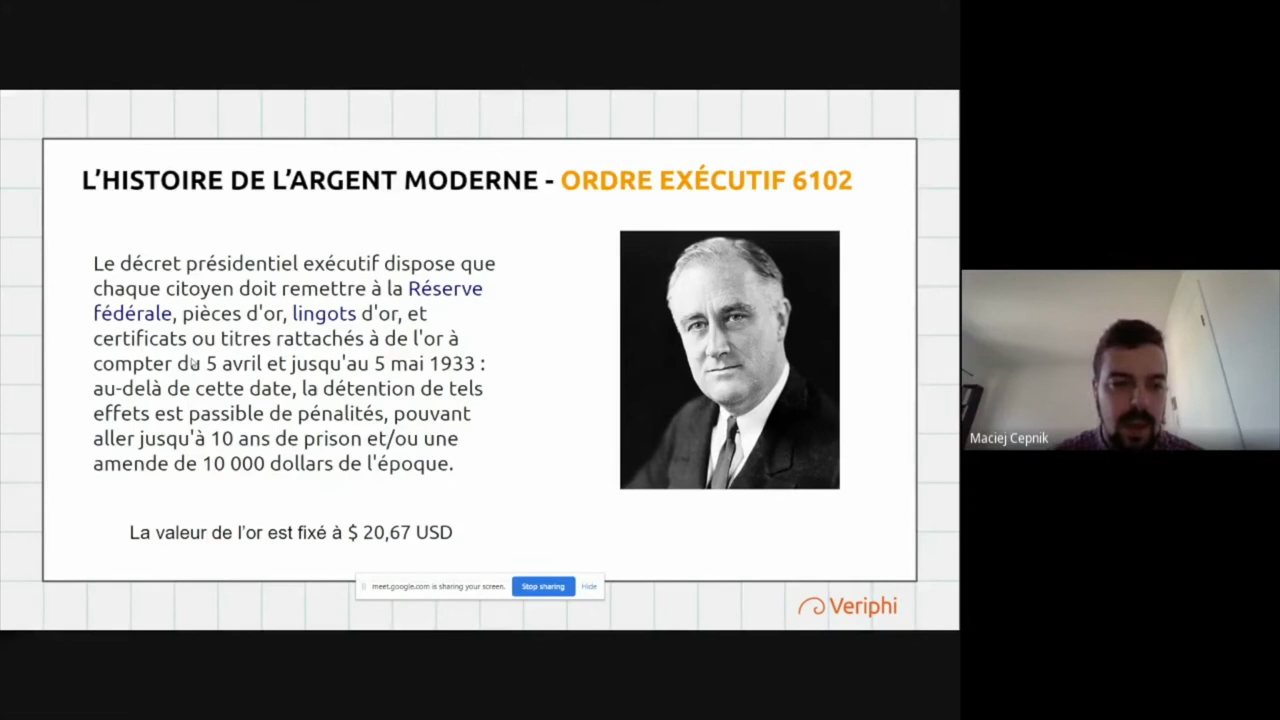 L'HISTOIRE DE L'ARGENT MODERNE - ORDRE EXÉCUTIF 6102
Le décret présidentiel exécutif dispose que
chaque citoyen doit remettre à la Réserve
fédérale, pièces d'or, lingots d'or, et
certificats ou titres rattachés à de l'or à
compter du 5 avril et jusqu'au 5 mai 1933 :
au-delà de cette date, la détention de tels
effets est passible de pénalités, pouvant
aller jusqu'à 10 ans de prison et/ou une
amende de 10 000 dollars de l'époque.
La valeur de l'or est fixé à $ 20,67 USD
meet.google.com is sharing your screen. Stop sharing Hide
Veriphi
Maciej Cepnik